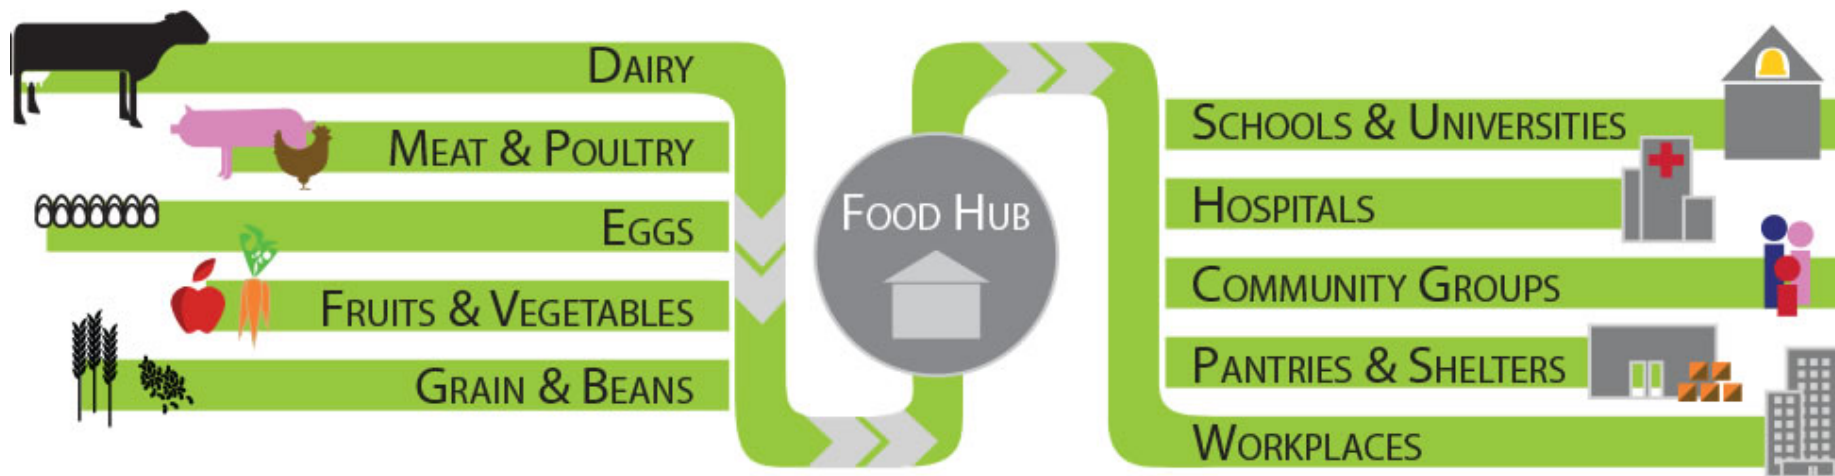 Dairy
Meat & Poultry
Eggs
Fruits & Vegetables
Grain & Beans
Food Hub
Schools & Universities
Hospitals
Community Groups
Pantries & Shelters
Workplaces